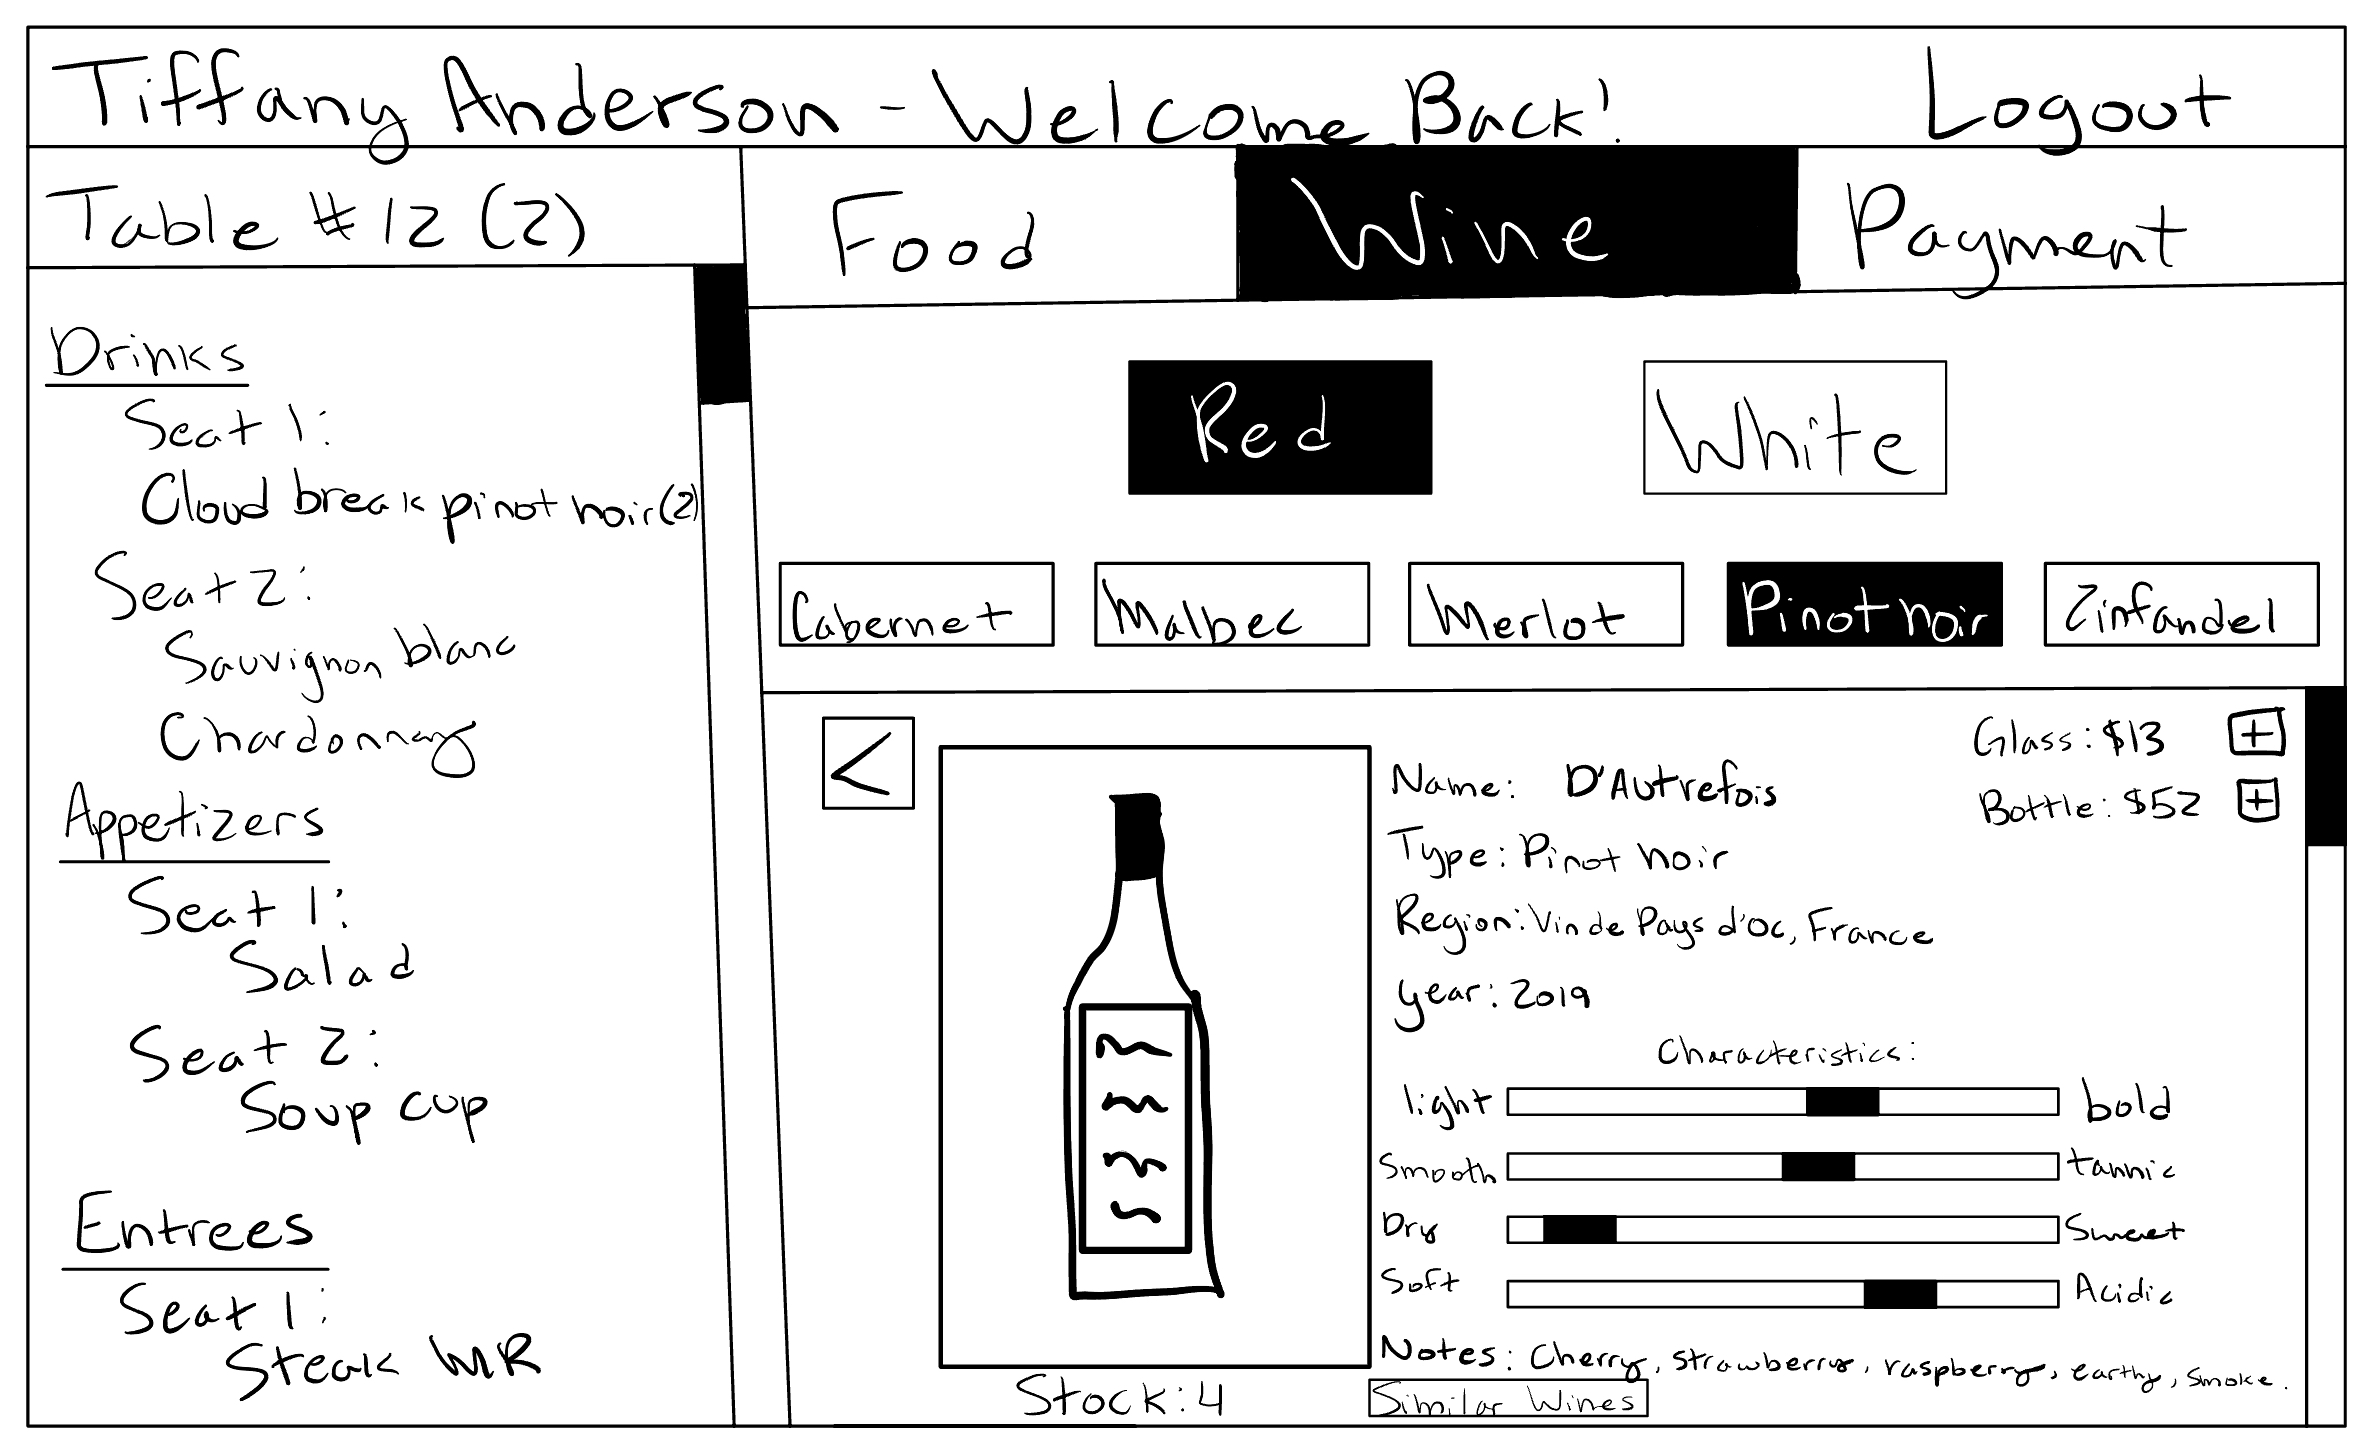 Tiffany Anderson - Welcome Back!
Logout
Table #12 (2)
Food
Wine
Payment
Drinks
Seat 1:
Cloud break pinot noir(2)
Seat 2:
Sauvignon blanc
Chardonnay
Appetizers
Seat 1:
Salad
Seat 2:
Soup cup
Entrees
Seat 1:
Steak MR
Red
White
Cabernet
Malbec
Merlot
Pinot noir
Zinfandel
<
Glass: $13 +
Bottle: $52 +
Name: D'Autrefois
Type: Pinot noir
Region: Vin de Pays d'Oc, France
year: 2019
Characteristics:
light bold
Smooth tannic
Dry Sweet
Soft Acidic
Notes: Cherry, strawberry, raspberry, earthy, smoke.
Stock: 4
Similar Wines